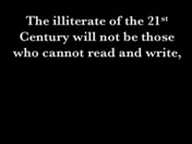 The illiterate of the 21st
Century will not be those
who cannot read and write,